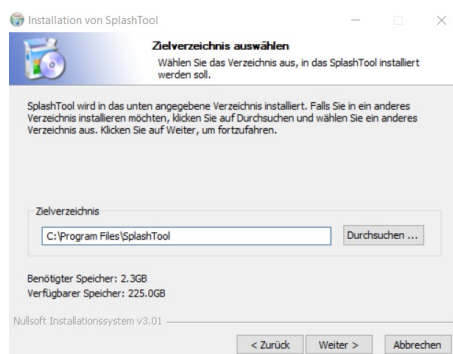 Installation von SplashTool
Zielverzeichnis auswählen
Wählen Sie das Verzeichnis aus, in das SplashTool installiert
werden soll.
SplashTool wird in das unten angegebene Verzeichnis installiert. Falls Sie in ein anderes
Verzeichnis installieren möchten, klicken Sie auf Durchsuchen und wählen Sie ein anderes
Verzeichnis aus. Klicken Sie auf Weiter, um fortzufahren.
Zielverzeichnis
C:\Program Files\SplashTool
Durchsuchen ...
Benötigter Speicher: 2.3GB
Verfügbarer Speicher: 225.0GB
Nullsoft Installationssystem v3.01
< Zurück
Weiter >
Abbrechen